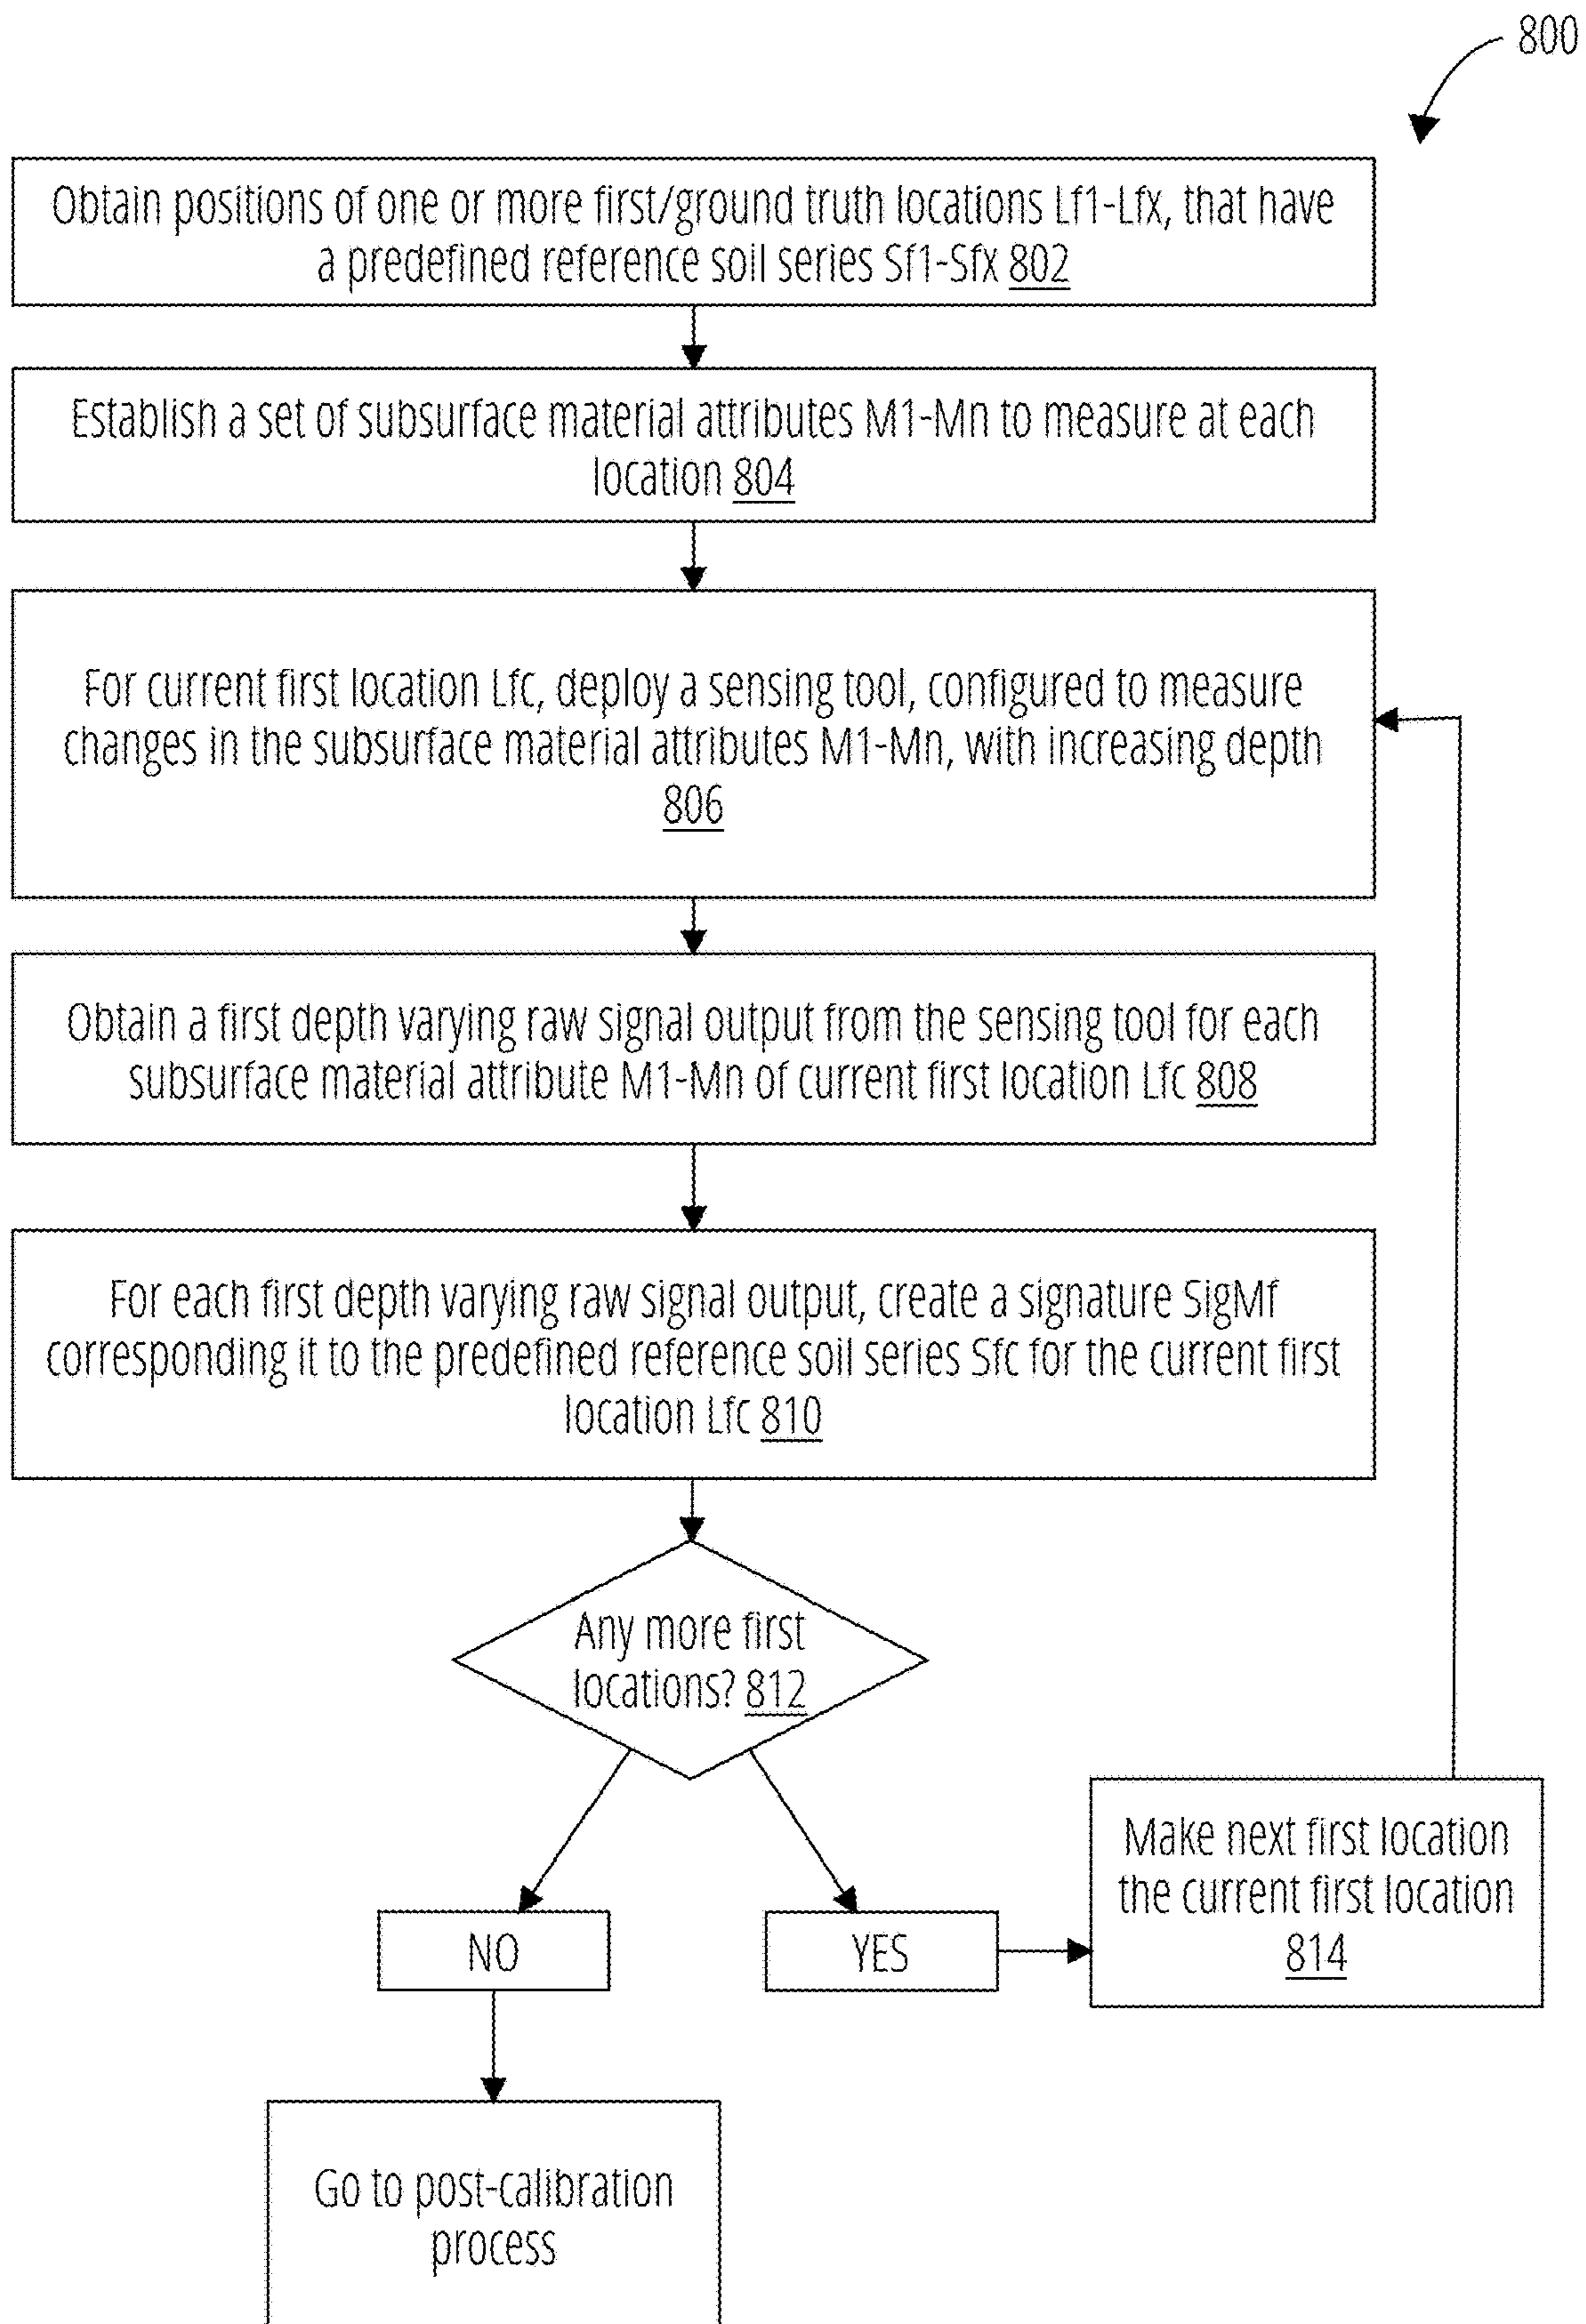 800
Obtain positions of one or more first/ground truth locations Lf1-Lfx, that have
a predefined reference soil series Sf1-Sfx 802
Establish a set of subsurface material attributes M1-Mn to measure at each
location 804
For current first location Lfc, deploy a sensing tool, configured to measure
changes in the subsurface material attributes M1-Mn, with increasing depth
806
Obtain a first depth varying raw signal output from the sensing tool for each
subsurface material attribute M1-Mn of current first location Lfc 808
For each first depth varying raw signal output, create a signature SigMf
corresponding it to the predefined reference soil series Sfc for the current first
location Lfc 810
Any more first
locations? 812
NO
YES
Make next first location
the current first location
814
Go to post-calibration
process